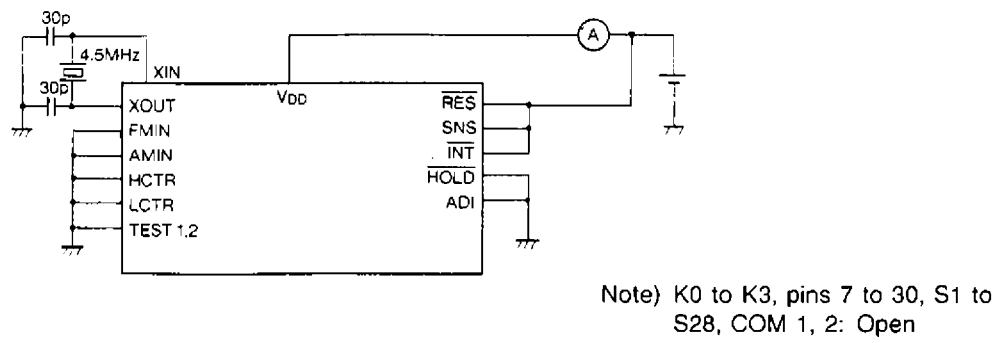 30p
4.5MHz
XIN
30p
A
VDD
XOUT
FMIN
AMIN
HCTR
LCTR
TEST 1,2
RES
SNS
INT
HOLD
ADI
Note) K0 to K3, pins 7 to 30, S1 to
S28, COM 1, 2: Open